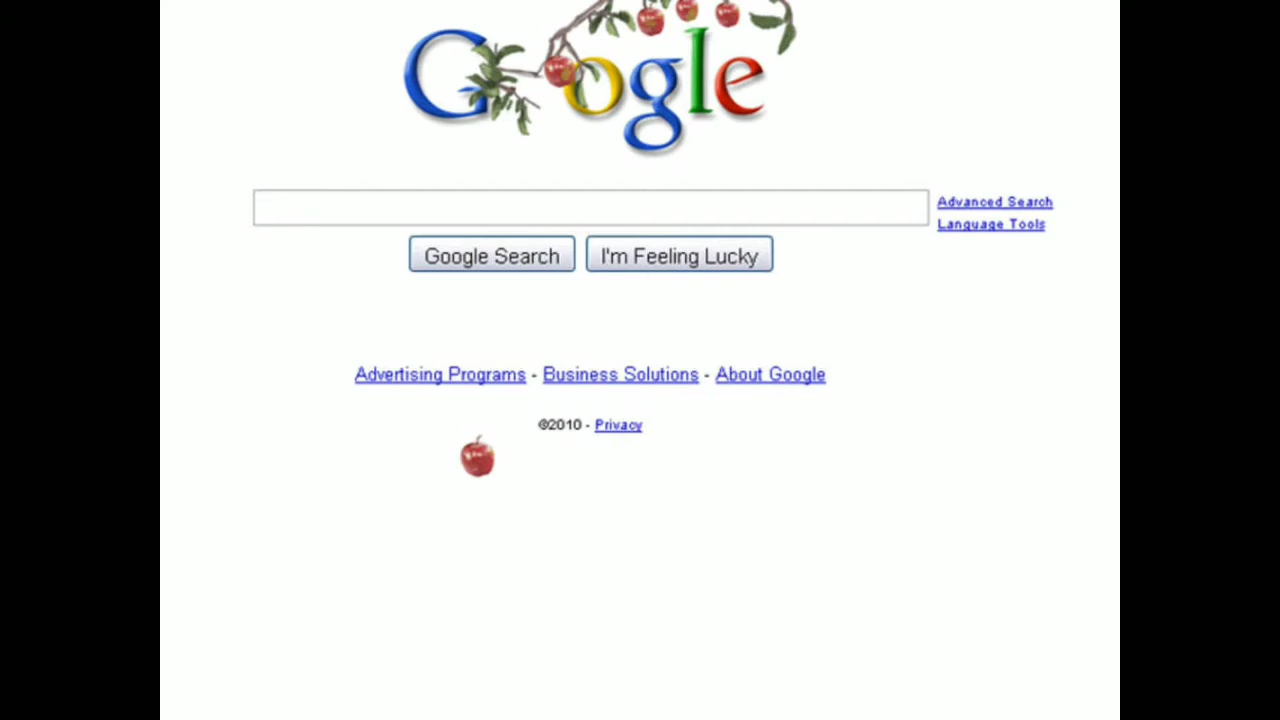 Google
Advanced Search
Language Tools
Google Search I'm Feeling Lucky
Advertising Programs - Business Solutions - About Google
©2010 - Privacy